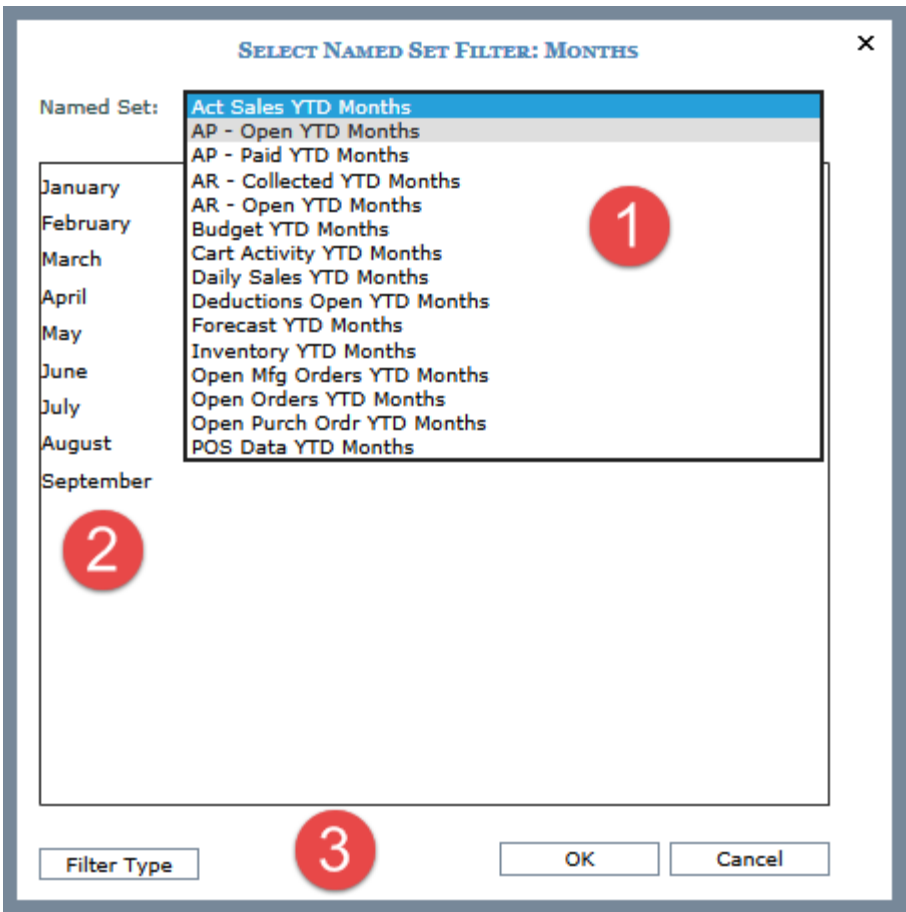 SELECT NAMED SET FILTER: MONTHS
Named Set:
Act Sales YTD Months
AP - Open YTD Months
AP - Paid YTD Months
AR - Collected YTD Months
AR - Open YTD Months
Budget YTD Months
Cart Activity YTD Months
Daily Sales YTD Months
Deductions Open YTD Months
Forecast YTD Months
Inventory YTD Months
Open Mfg Orders YTD Months
Open Orders YTD Months
Open Purch Ordr YTD Months
POS Data YTD Months
1
January
February
March
April
May
June
July
August
September
2
Filter Type
3
OK
Cancel